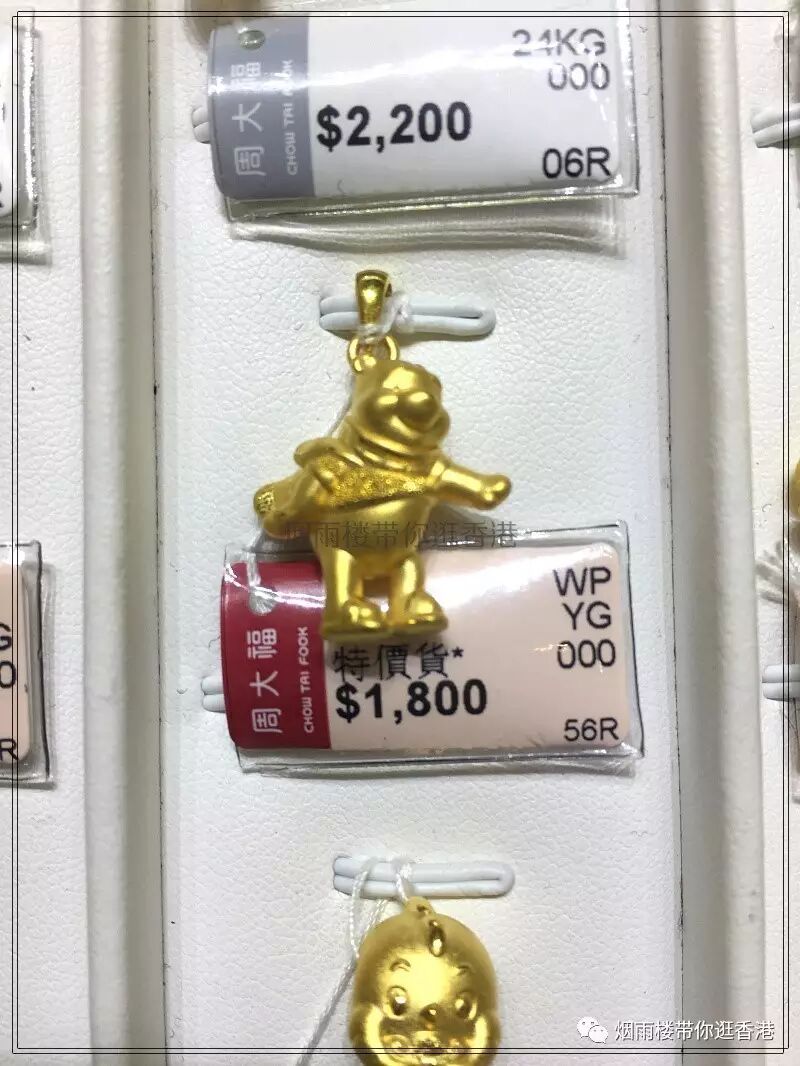 24KG
000
周大福
CHOW TAI FOOK
$2,200
06R
烟雨楼带你逛香港
WP
YG
000
周大福
CHOW TAI FOOK
特價貨*
$1,800
56R
G
0
R
烟雨楼带你逛香港